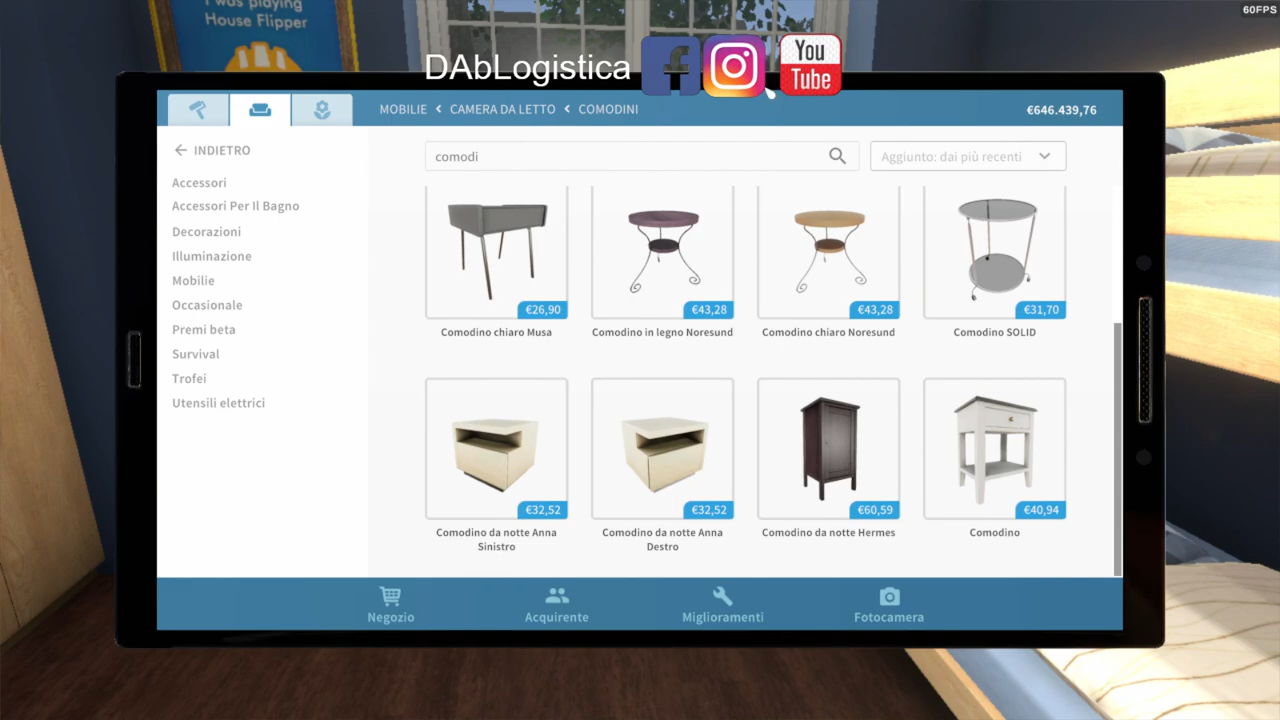 I was playing
House Flipper
60FPS
DAbLogistica
f
You
Tube
MOBILIE < CAMERA DA LETTO < COMODINI
€646.439,76
INDIETRO
Accessori
Accessori Per Il Bagno
Decorazioni
Illuminazione
Mobilie
Occasionale
Premi beta
Survival
Trofei
Utensili elettrici
comodi
Aggiunto: dai più recenti
€26,90
€43,28
€43,28
€31,70
Comodino chiaro Musa
Comodino in legno Noresund
Comodino chiaro Noresund
Comodino SOLID
€32,52
€32,52
€60,59
€40,94
Comodino da notte Anna
Sinistro
Comodino da notte Anna
Destro
Comodino da notte Hermes
Comodino
Negozio
Acquirente
Miglioramenti
Fotocamera